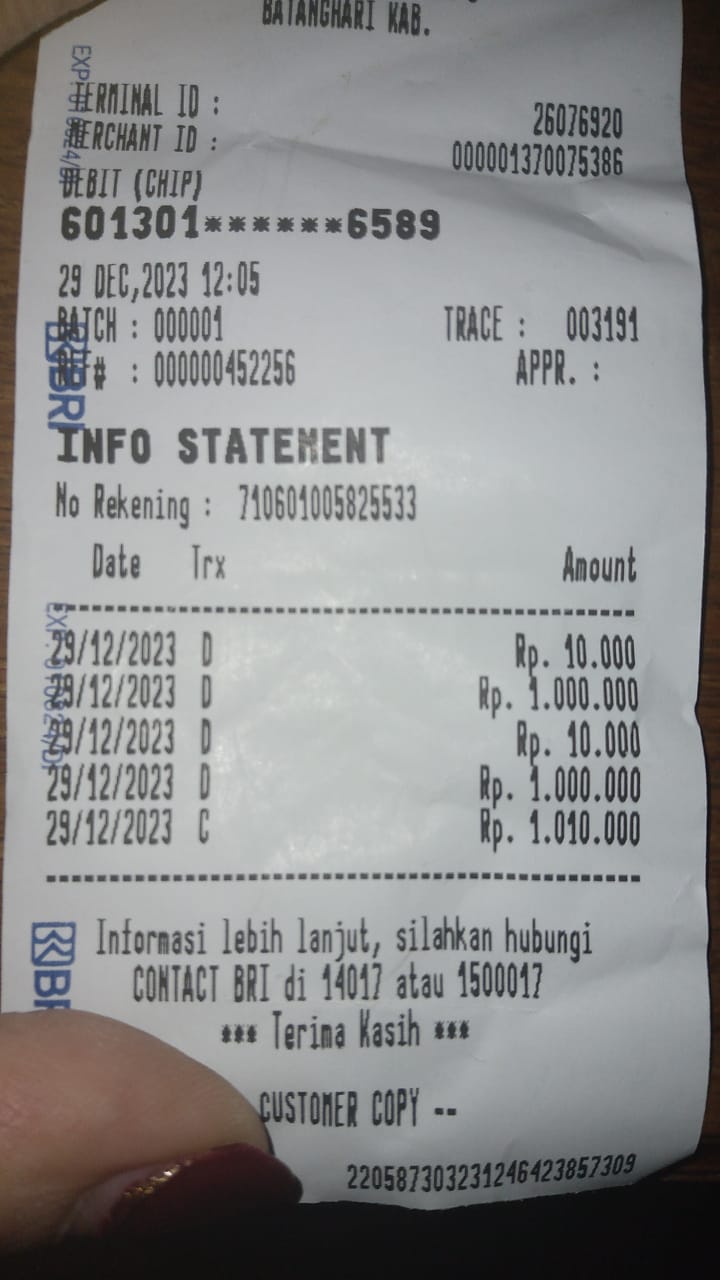 BATANGHARI KAB.
TERMINAL ID : 26076920
MERCHANT ID : 000001370075386
DEBIT (CHIP)
601301******6589
29 DEC,2023 12:05
BATCH : 000001 TRACE : 003191
# : 000000452256 APPR. :
INFO STATEMENT
No Rekening : 710601005825533
Date Trx Amount
29/12/2023 D Rp. 10.000
29/12/2023 D Rp. 1.000.000
29/12/2023 D Rp. 10.000
29/12/2023 D Rp. 1.000.000
29/12/2023 C Rp. 1.010.000
Informasi lebih lanjut, silahkan hubungi
CONTACT BRI di 14017 atau 1500017
*** Terima Kasih ***
CUSTOMER COPY --
220587303231246423857309
BRI